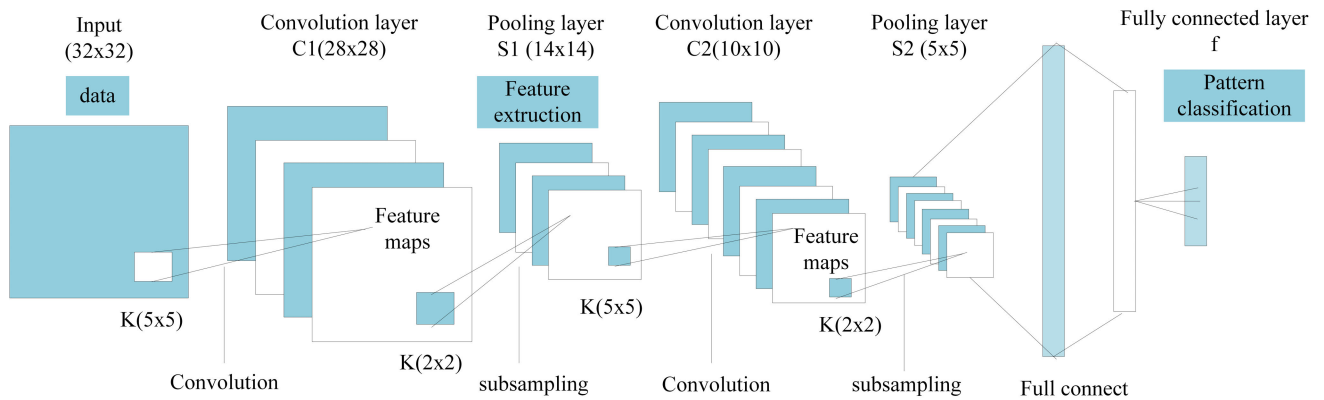 Input
(32x32)
data
K(5x5)
Convolution
Convolution layer
C1(28x28)
Feature
maps
K(2x2)
Pooling layer
S1 (14x14)
Feature
extraction
K(5x5)
subsampling
Convolution layer
C2(10x10)
Feature
maps
K(2x2)
Convolution
Pooling layer
S2 (5x5)
subsampling
Full connect
Fully connected layer
f
Pattern
classification